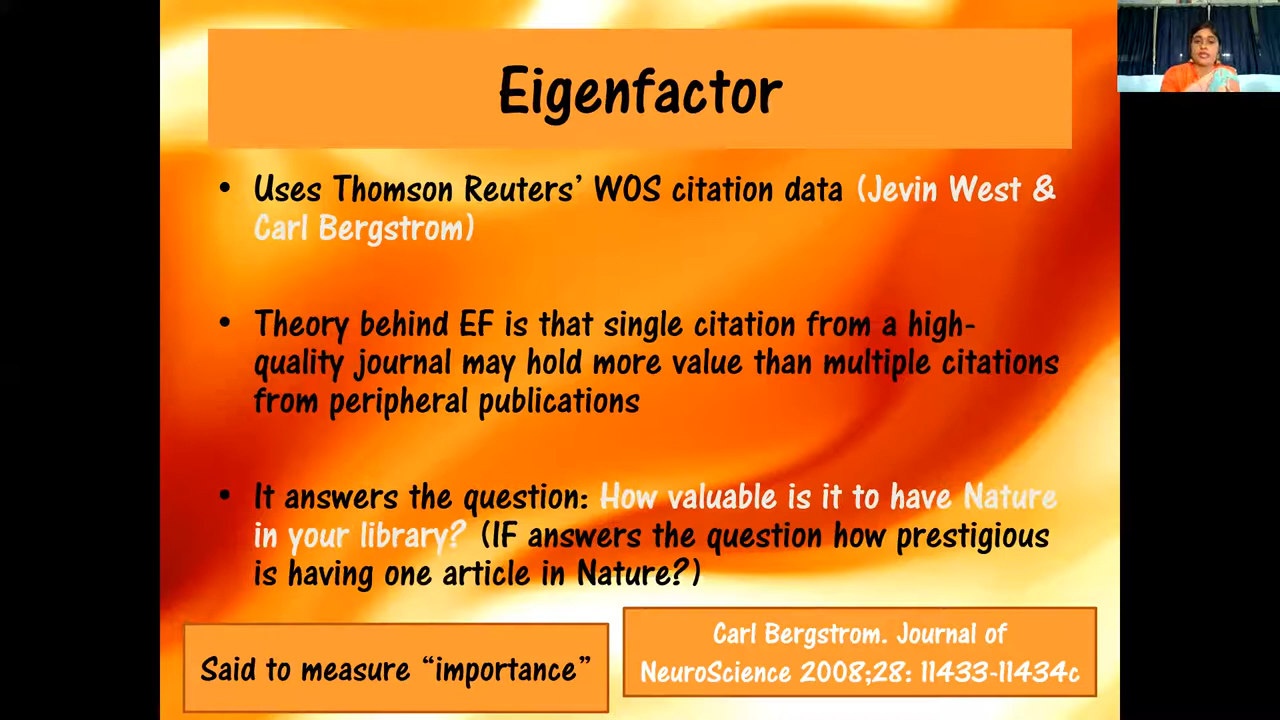 Eigenfactor
• Uses Thomson Reuters’ WOS citation data (Jevin West &
Carl Bergstrom)
• Theory behind EF is that single citation from a high-
quality journal may hold more value than multiple citations
from peripheral publications
• It answers the question: How valuable is it to have Nature
in your library? (IF answers the question how prestigious
is having one article in Nature?)
Said to measure “importance”
Carl Bergstrom. Journal of
NeuroScience 2008;28: 11433-11434c